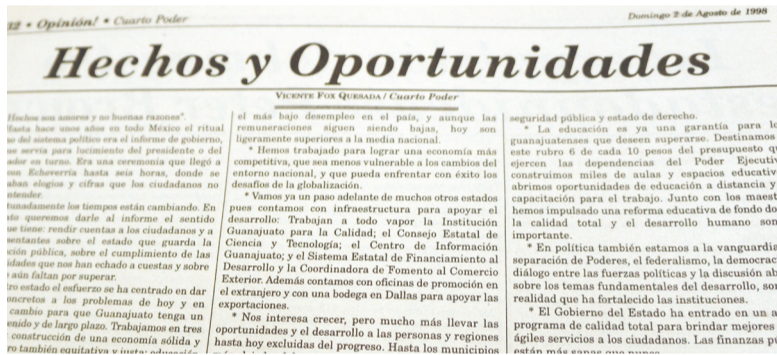 12 * Opinión! * Cuarto Poder
Domingo 2 de Agosto de 1998
Hechos y Oportunidades
VICENTE FOX QUESADA / Cuarto Poder
Hechos son amores y no buenas razones".
Hasta hace unos años en todo México el ritual
del sistema político era el informe de gobierno,
que servía para lucimiento del presidente o del
en turno. Era una ceremonia que llegó a
con Echeverría hasta seis horas, donde se
elogios y cifras que los ciudadanos no
los tiempos están cambiando. En
queremos darle al informe el sentido
que tiene: rendir cuentas a los ciudadanos y a
sobre el estado que guarda la
pública, sobre el cumplimiento de las
que nos han echado a cuestas y sobre
aún faltan por superar.
estado el esfuerzo se ha centrado en dar
a los problemas de hoy y en
cambio para que Guanajuato tenga un
y de largo plazo. Trabajamos en tres
construcción de una economía sólida y
también equitativa y justa;
el más bajo desempleo en el país, y aunque las
remuneraciones siguen siendo bajas, hoy son
ligeramente superiores a la media nacional.
* Hemos trabajado para lograr una economía más
competitiva, que sea menos vulnerable a los cambios del
entorno nacional, y que pueda enfrentar con éxito los
desafíos de la globalización.
* Vamos ya un paso adelante de muchos otros estados
pues contamos con infraestructura para apoyar el
desarrollo: Trabajan a todo vapor la Institución
Guanajuato para la Calidad; el Consejo Estatal de
Ciencia y Tecnología; el Centro de Información
Guanajuato; y el Sistema Estatal de Financiamiento al
Desarrollo y la Coordinadora de Fomento al Comercio
Exterior. Además contamos con oficinas de promoción en
el extranjero y con una bodega en Dallas para apoyar las
exportaciones.
* Nos interesa crecer, pero mucho más llevar las
oportunidades y el desarrollo a las personas y regiones
hasta hoy excluidas del progreso. Hasta los municipios
seguridad pública y estado de derecho.
* La educación es ya una garantía para
guanajuatenses que deseen superarse. Destinamos
este rubro 6 de cada 10 pesos del presupuesto
ejercen las dependencias del Poder
construimos miles de aulas y espacios
abrimos oportunidades de educación a distancia y
capacitación para el trabajo. Junto con los
hemos impulsado una reforma educativa de fondo
la calidad total y el desarrollo humano
importante.
* En política también estamos a la vanguardia
separación de Poderes, el federalismo, la
diálogo entre las fuerzas políticas y la discusión
sobre los temas fundamentales del desarrollo,
realidad que ha fortalecido las instituciones.
* El Gobierno del Estado ha entrado en
programa de calidad total para brindar mejores
ágiles servicios a los ciudadanos. Las finanzas
están más sanas que nunca